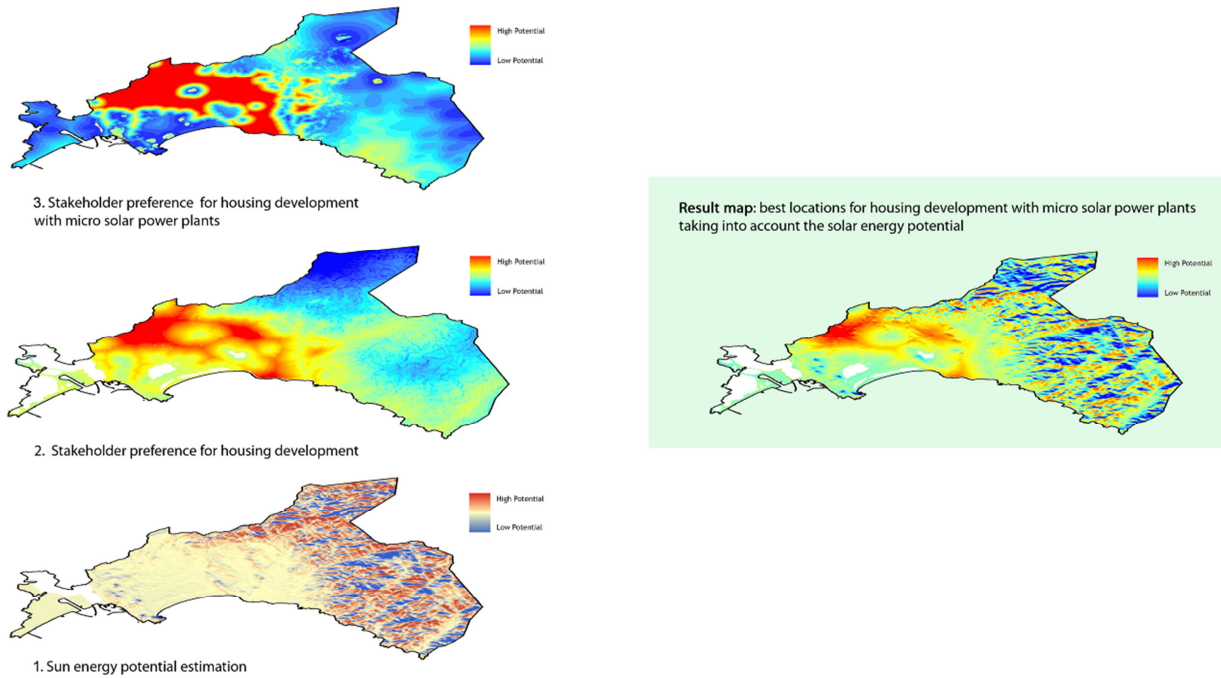 High Potential
Low Potential
3. Stakeholder preference for housing development
with micro solar power plants
High Potential
Low Potential
2. Stakeholder preference for housing development
High Potential
Low Potential
1. Sun energy potential estimation
Result map: best locations for housing development with micro solar power plants
taking into account the solar energy potential
High Potential
Low Potential